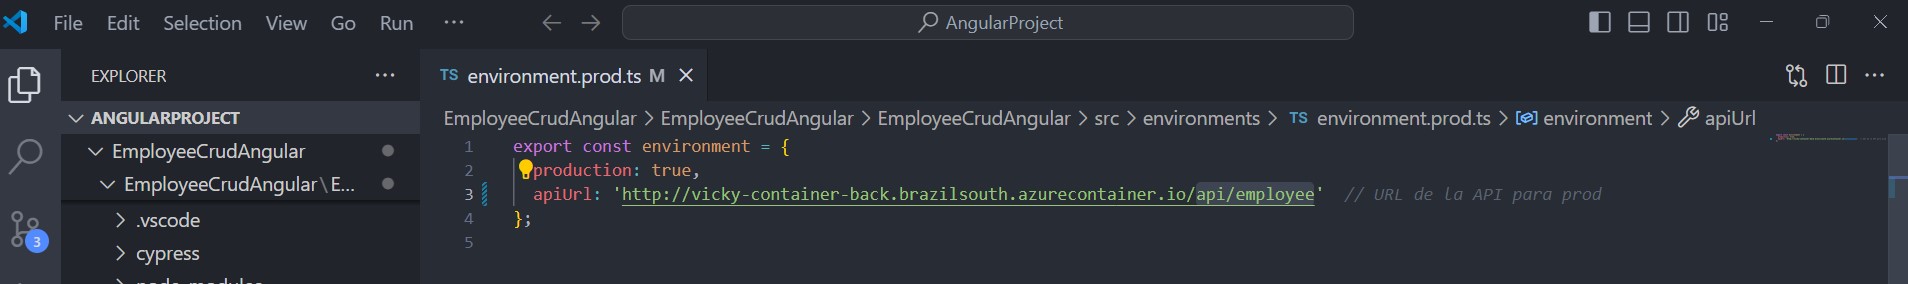 File Edit Selection View Go Run ··· AngularProject
EXPLORER ···
TS environment.prod.ts M
ANGULARPROJECT
EmployeeCrudAngular > EmployeeCrudAngular > EmployeeCrudAngular > src > environments > TS environment.prod.ts > environment > apiUrl
EmployeeCrudAngular
EmployeeCrudAngular\E...
.vscode
cypress
node_modules
3
1 export const environment = {
2 production: true,
3 apiUrl: 'http://vicky-container-back.brazilsouth.azurecontainer.io/api/employee' // URL de la API para prod
4 };
5